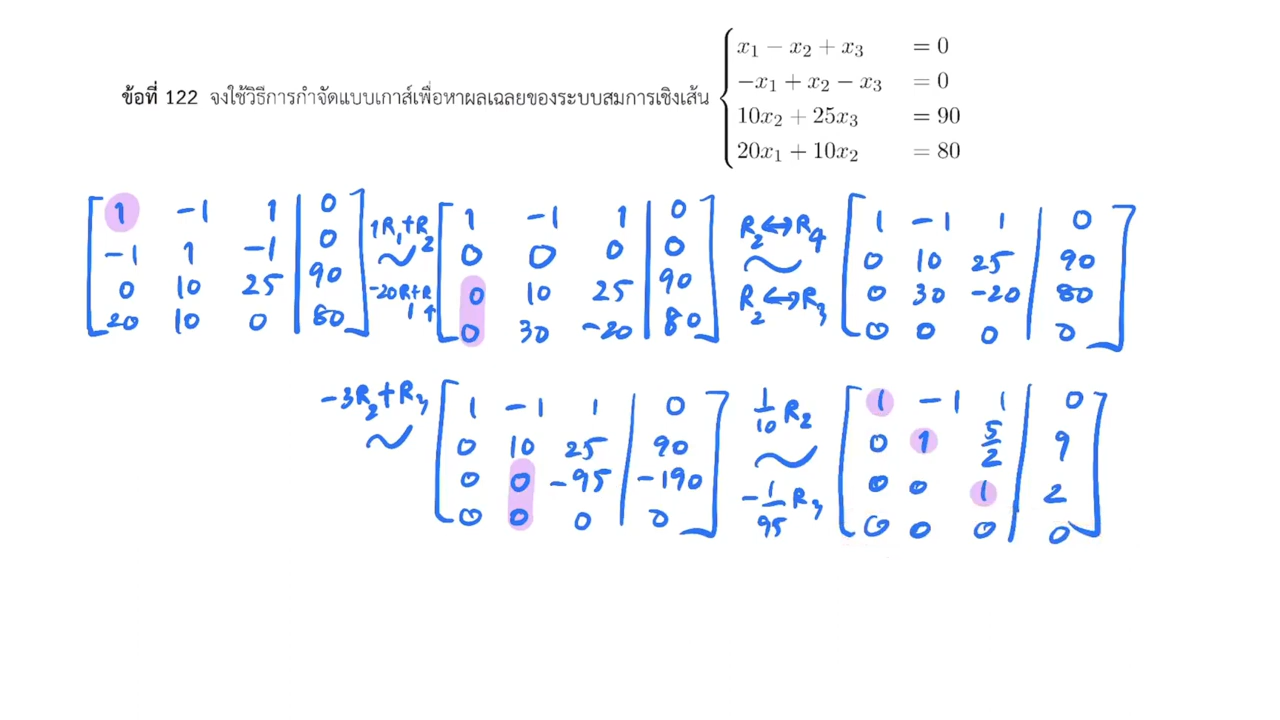 x₁ − x₂ + x₃ = 0
−x₁ + x₂ − x₃ = 0
ข้อที่ 122 จงใช้วิธีการกำจัดแบบเกาส์เพื่อหาผลเฉลยของระบบสมการเชิงเส้น
10x₂ + 25x₃ = 90
20x₁ + 10x₂ = 80
1 -1 1 | 0
-1 1 -1 | 0
0 10 25 | 90
20 10 0 | 80
1R₁+R₂
~
-20R₁+R₄
1 -1 1 | 0
0 0 0 | 0
0 10 25 | 90
0 30 -20 | 80
R₂↔R₄
~
R₂↔R₃
1 -1 1 | 0
0 10 25 | 90
0 30 -20 | 80
0 0 0 | 0
-3R₂+R₃
~
1 -1 1 | 0
0 10 25 | 90
0 0 -95 | -190
0 0 0 | 0
1/10 R₂
~
-1/95 R₃
1 -1 1 | 0
0 1 5/2 | 9
0 0 1 | 2
0 0 0 | 0